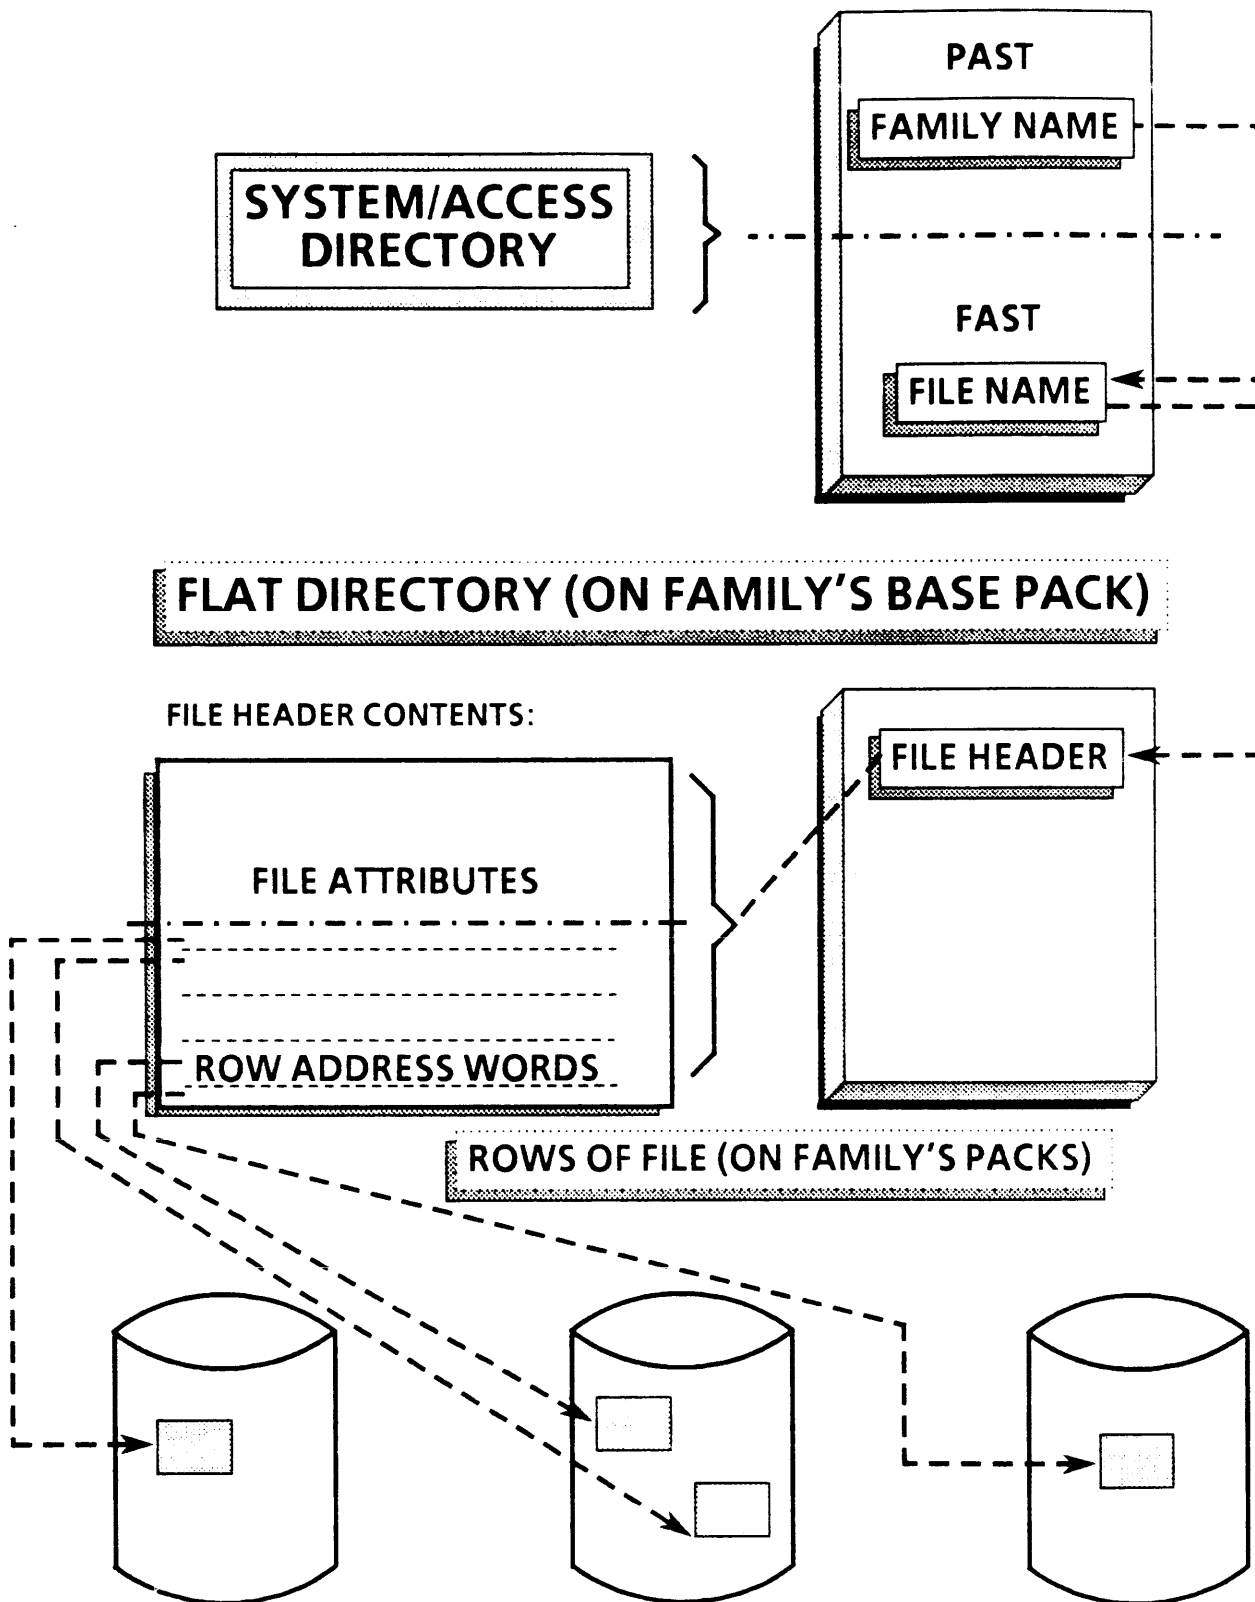 PAST
FAMILY NAME
SYSTEM/ACCESS
DIRECTORY
FAST
FILE NAME
FLAT DIRECTORY (ON FAMILY'S BASE PACK)
FILE HEADER CONTENTS:
FILE HEADER
FILE ATTRIBUTES
ROW ADDRESS WORDS
ROWS OF FILE (ON FAMILY'S PACKS)